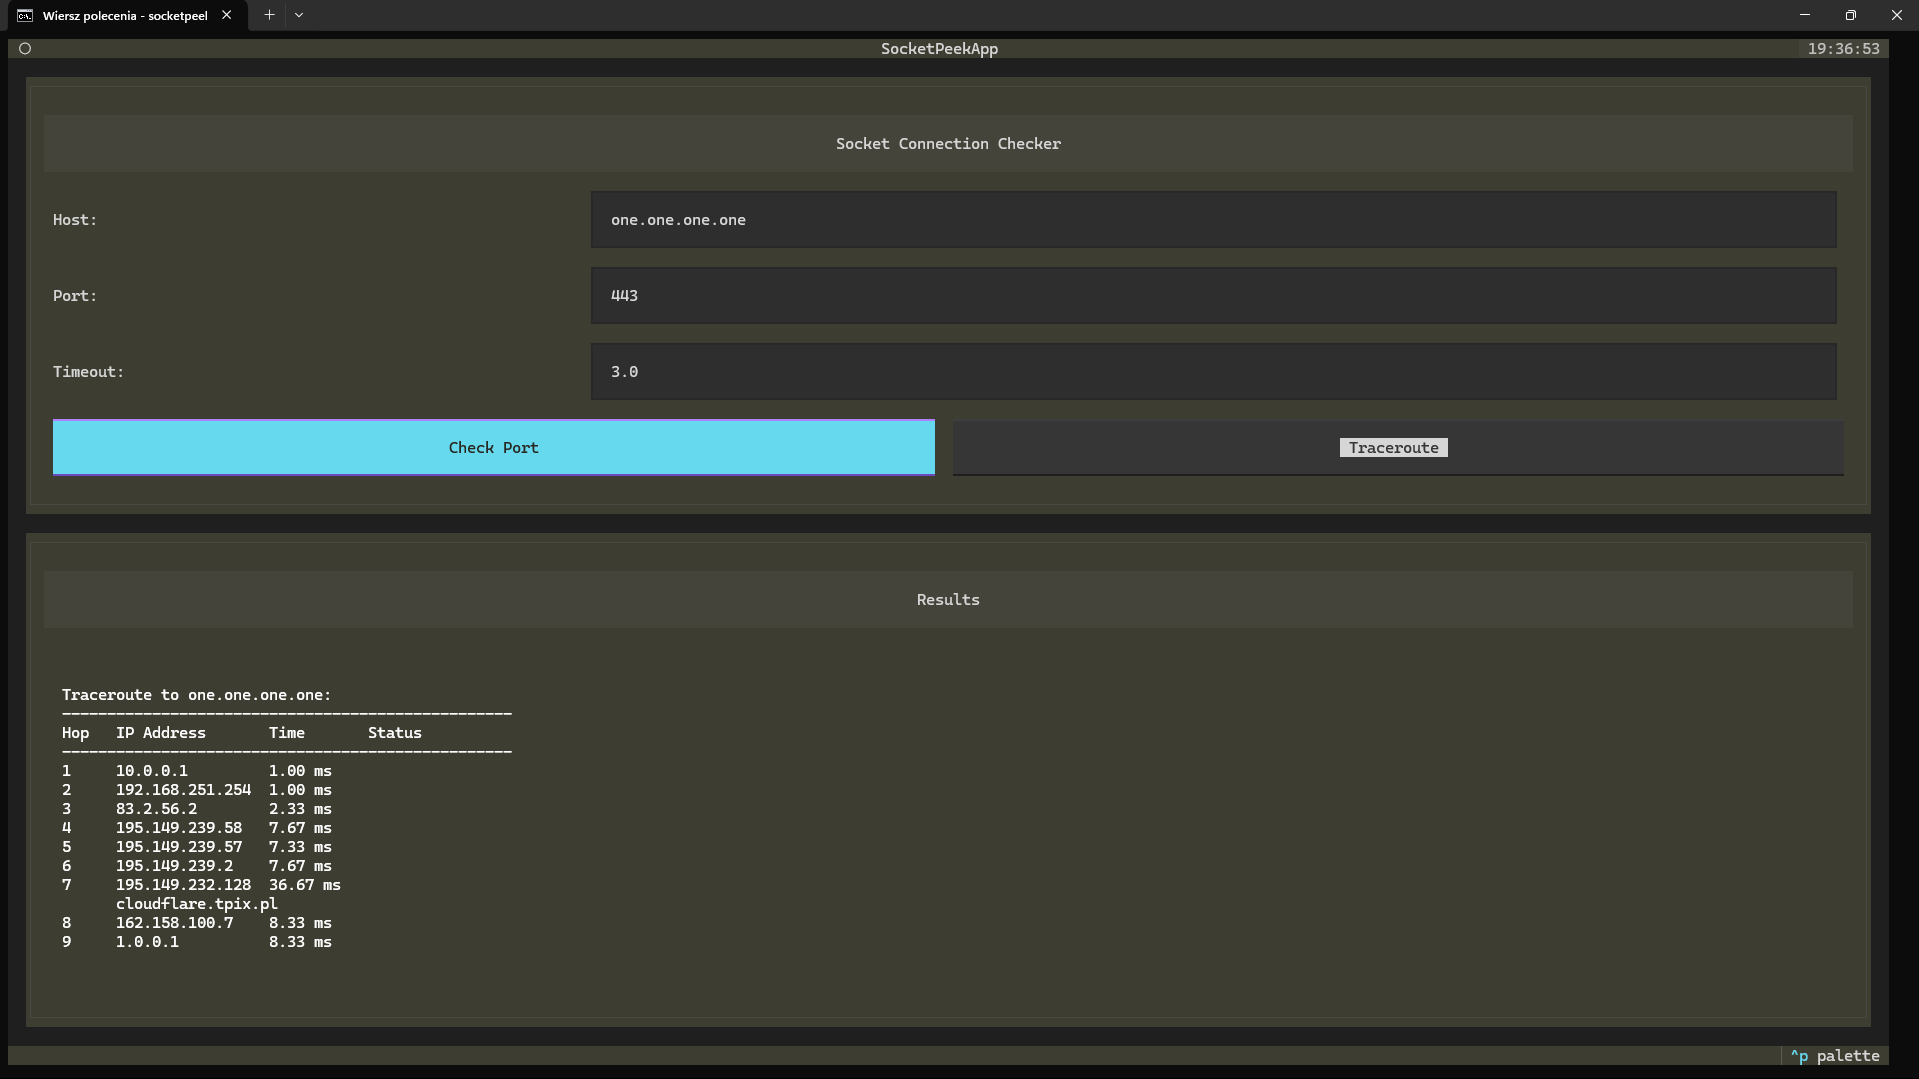 Wiersz polecenia - socketpeel
SocketPeekApp 19:36:53
Socket Connection Checker
Host: one.one.one.one
Port: 443
Timeout: 3.0
Check Port Traceroute
Results
Traceroute to one.one.one.one:
--------------------------------------------------
Hop IP Address Time Status
--------------------------------------------------
1 10.0.0.1 1.00 ms
2 192.168.251.254 1.00 ms
3 83.2.56.2 2.33 ms
4 195.149.239.58 7.67 ms
5 195.149.239.57 7.33 ms
6 195.149.239.2 7.67 ms
7 195.149.232.128 36.67 ms
cloudflare.tpix.pl
8 162.158.100.7 8.33 ms
9 1.0.0.1 8.33 ms
^p palette